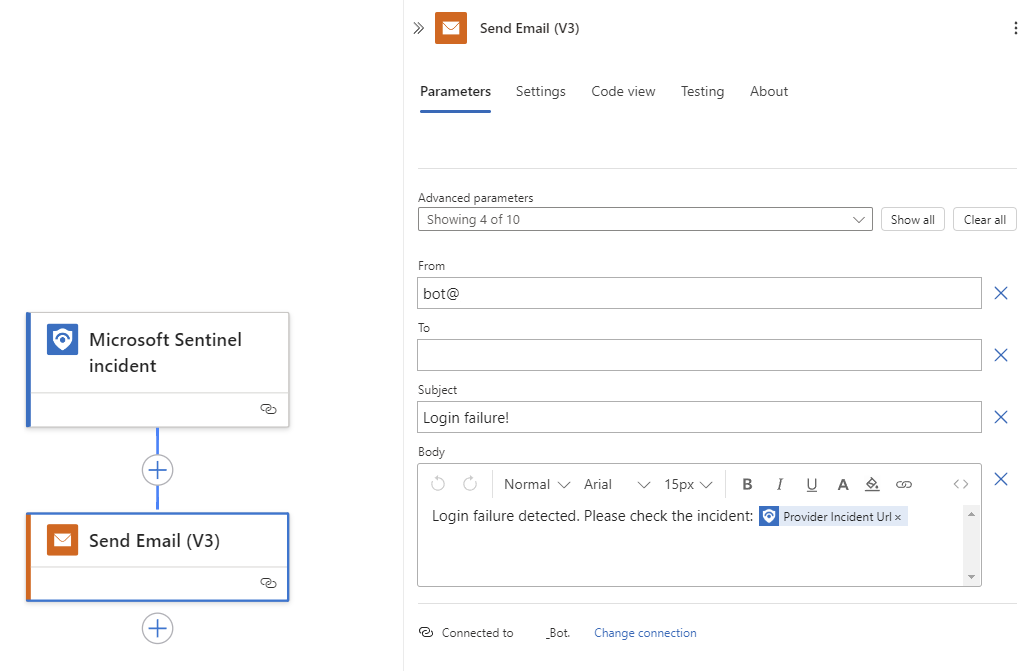 Microsoft Sentinel
incident
Send Email (V3)
Send Email (V3)
Parameters Settings Code view Testing About
Advanced parameters
Showing 4 of 10 Show all Clear all
From
bot@
To
Subject
Login failure!
Body
Normal Arial 15px B I U A
Login failure detected. Please check the incident: Provider Incident Url ×
Connected to _Bot. Change connection